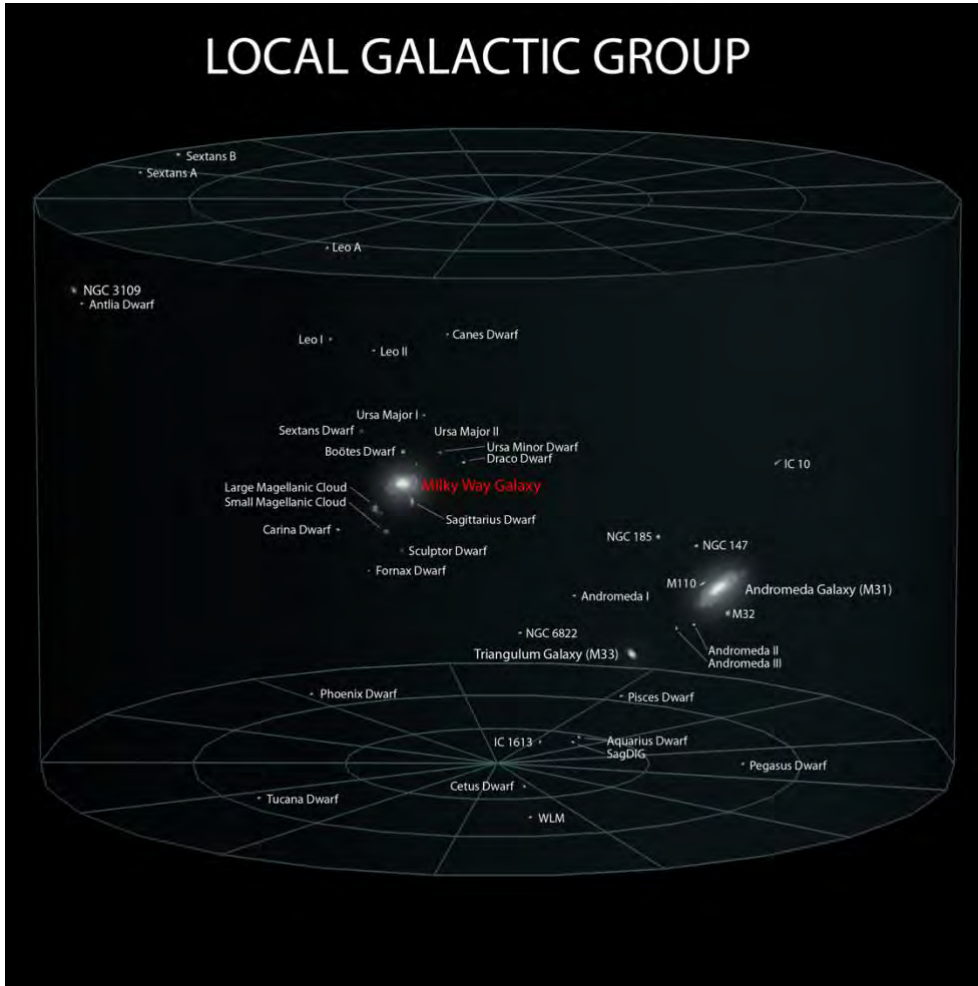 LOCAL GALACTIC GROUP
Sextans B
Sextans A
Leo A
NGC 3109
Antlia Dwarf
Canes Dwarf
Leo I
Leo II
Ursa Major I
Sextans Dwarf
Ursa Major II
Boötes Dwarf
Ursa Minor Dwarf
Draco Dwarf
IC 10
Milky Way Galaxy
Large Magellanic Cloud
Small Magellanic Cloud
Sagittarius Dwarf
Carina Dwarf
NGC 185
NGC 147
Sculptor Dwarf
Fornax Dwarf
M110
Andromeda Galaxy (M31)
Andromeda I
M32
NGC 6822
Triangulum Galaxy (M33)
Andromeda II
Andromeda III
Phoenix Dwarf
Pisces Dwarf
IC 1613
Aquarius Dwarf
SagDIG
Pegasus Dwarf
Cetus Dwarf
Tucana Dwarf
WLM